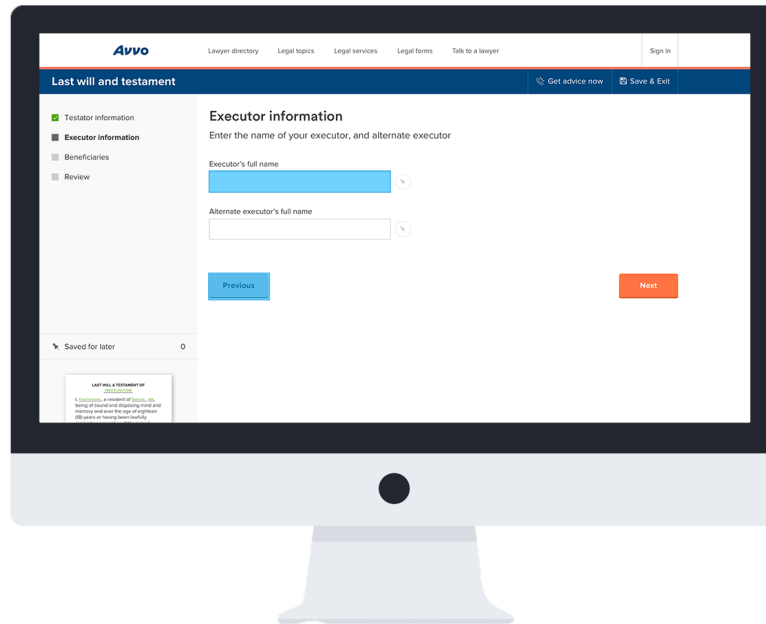 Avvo
Lawyer directory Legal topics Legal services Legal forms Talk to a lawyer Sign In
Last will and testament Get advice now Save & Exit
Testator information
Executor information
Beneficiaries
Review
Executor information
Enter the name of your executor, and alternate executor
Executor's full name
Alternate executor's full name
Previous Next
Saved for later 0
LAST WILL & TESTAMENT OF
being of sound and disposing mind and
memory and over the age of eighteen
(18) years or having been lawfully